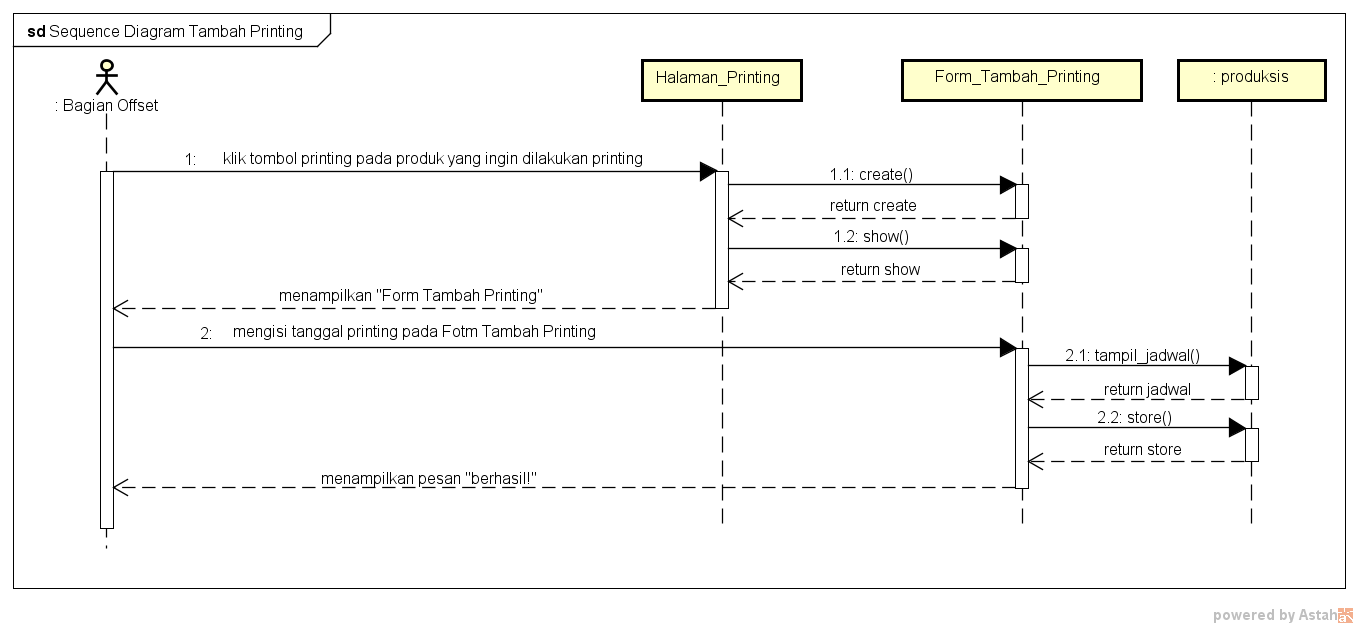 sd Sequence Diagram Tambah Printing
: Bagian Offset
Halaman_Printing
Form_Tambah_Printing
: produksis
1: klik tombol printing pada produk yang ingin dilakukan printing
1.1: create()
return create
1.2: show()
return show
menampilkan "Form Tambah Printing"
2: mengisi tanggal printing pada Fotm Tambah Printing
2.1: tampil_jadwal()
return jadwal
2.2: store()
return store
menampilkan pesan "berhasil!"
powered by Astah